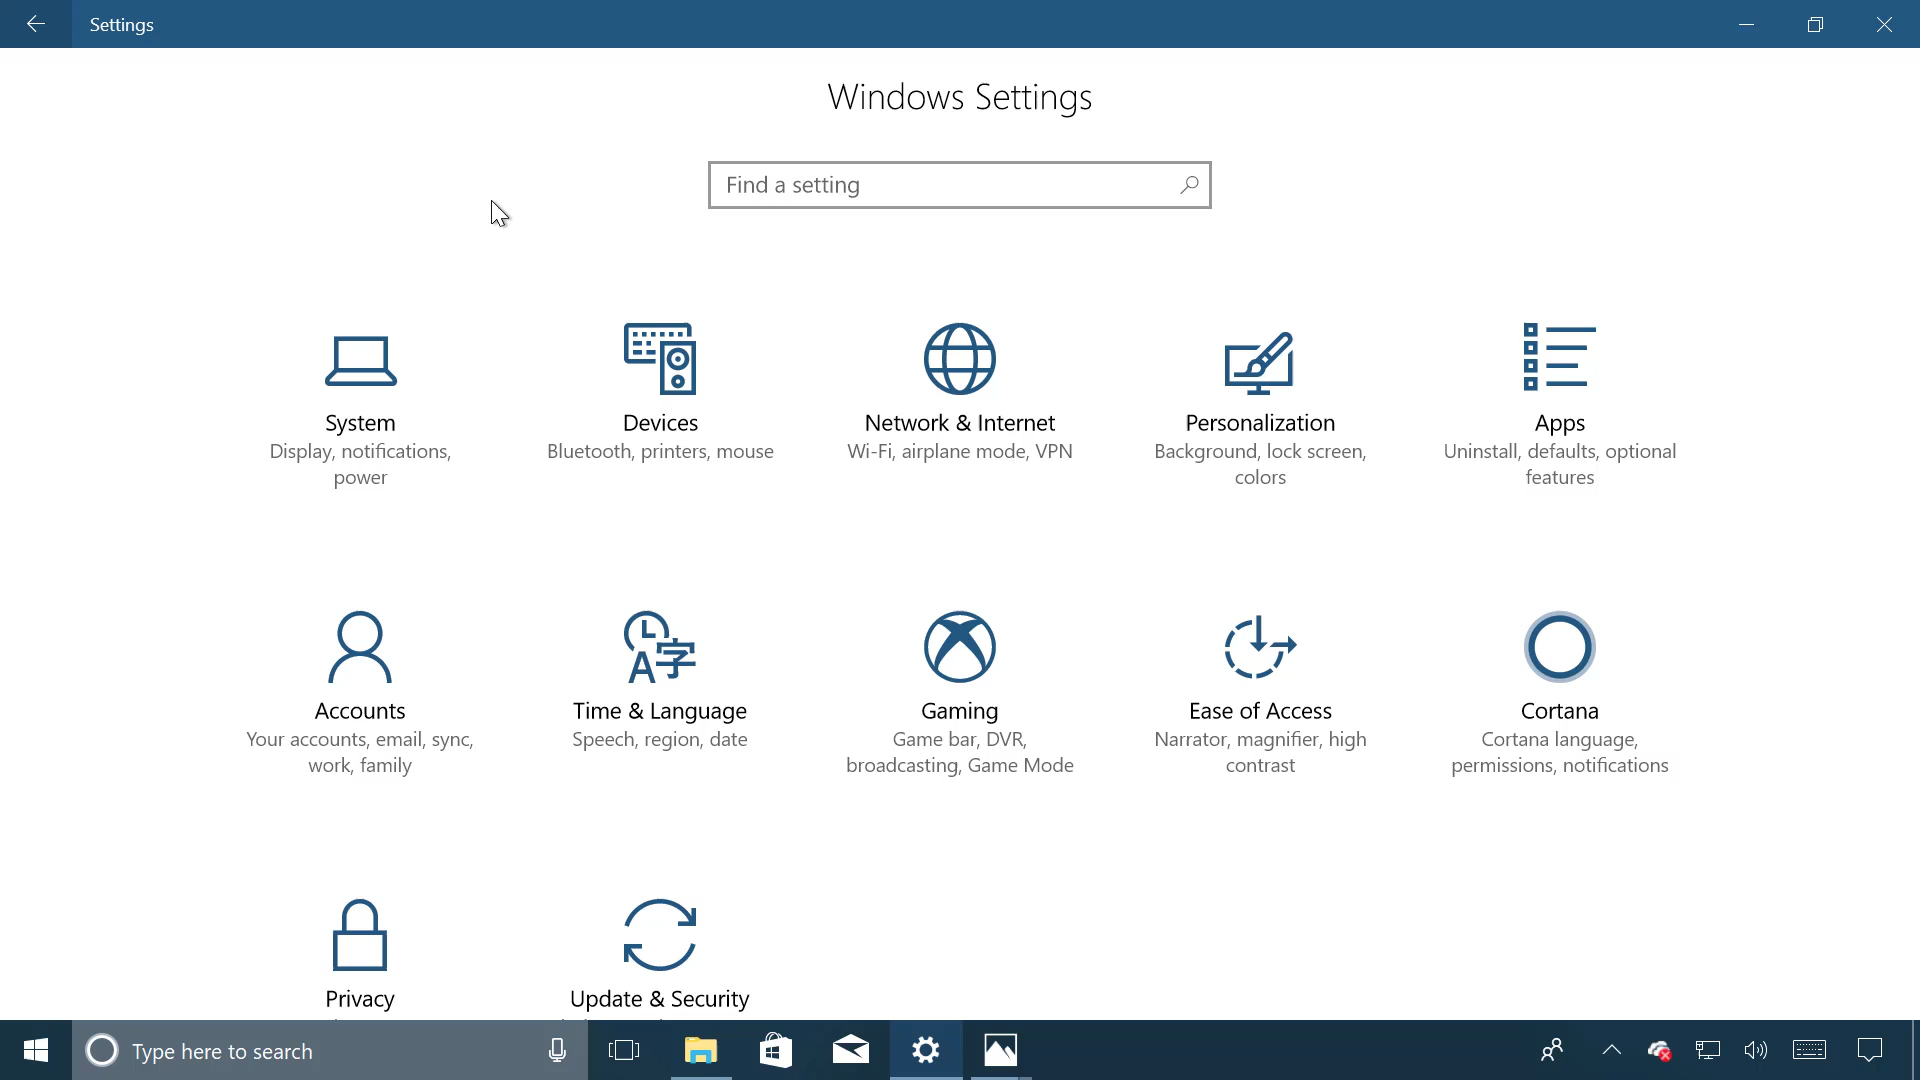 Settings
Windows Settings
Find a setting
System
Display, notifications,
power
Devices
Bluetooth, printers, mouse
Network & Internet
Wi-Fi, airplane mode, VPN
Personalization
Background, lock screen,
colors
Apps
Uninstall, defaults, optional
features
Accounts
Your accounts, email, sync,
work, family
A字
Time & Language
Speech, region, date
Gaming
Game bar, DVR,
broadcasting, Game Mode
Ease of Access
Narrator, magnifier, high
contrast
Cortana
Cortana language,
permissions, notifications
Privacy
Update & Security
Type here to search